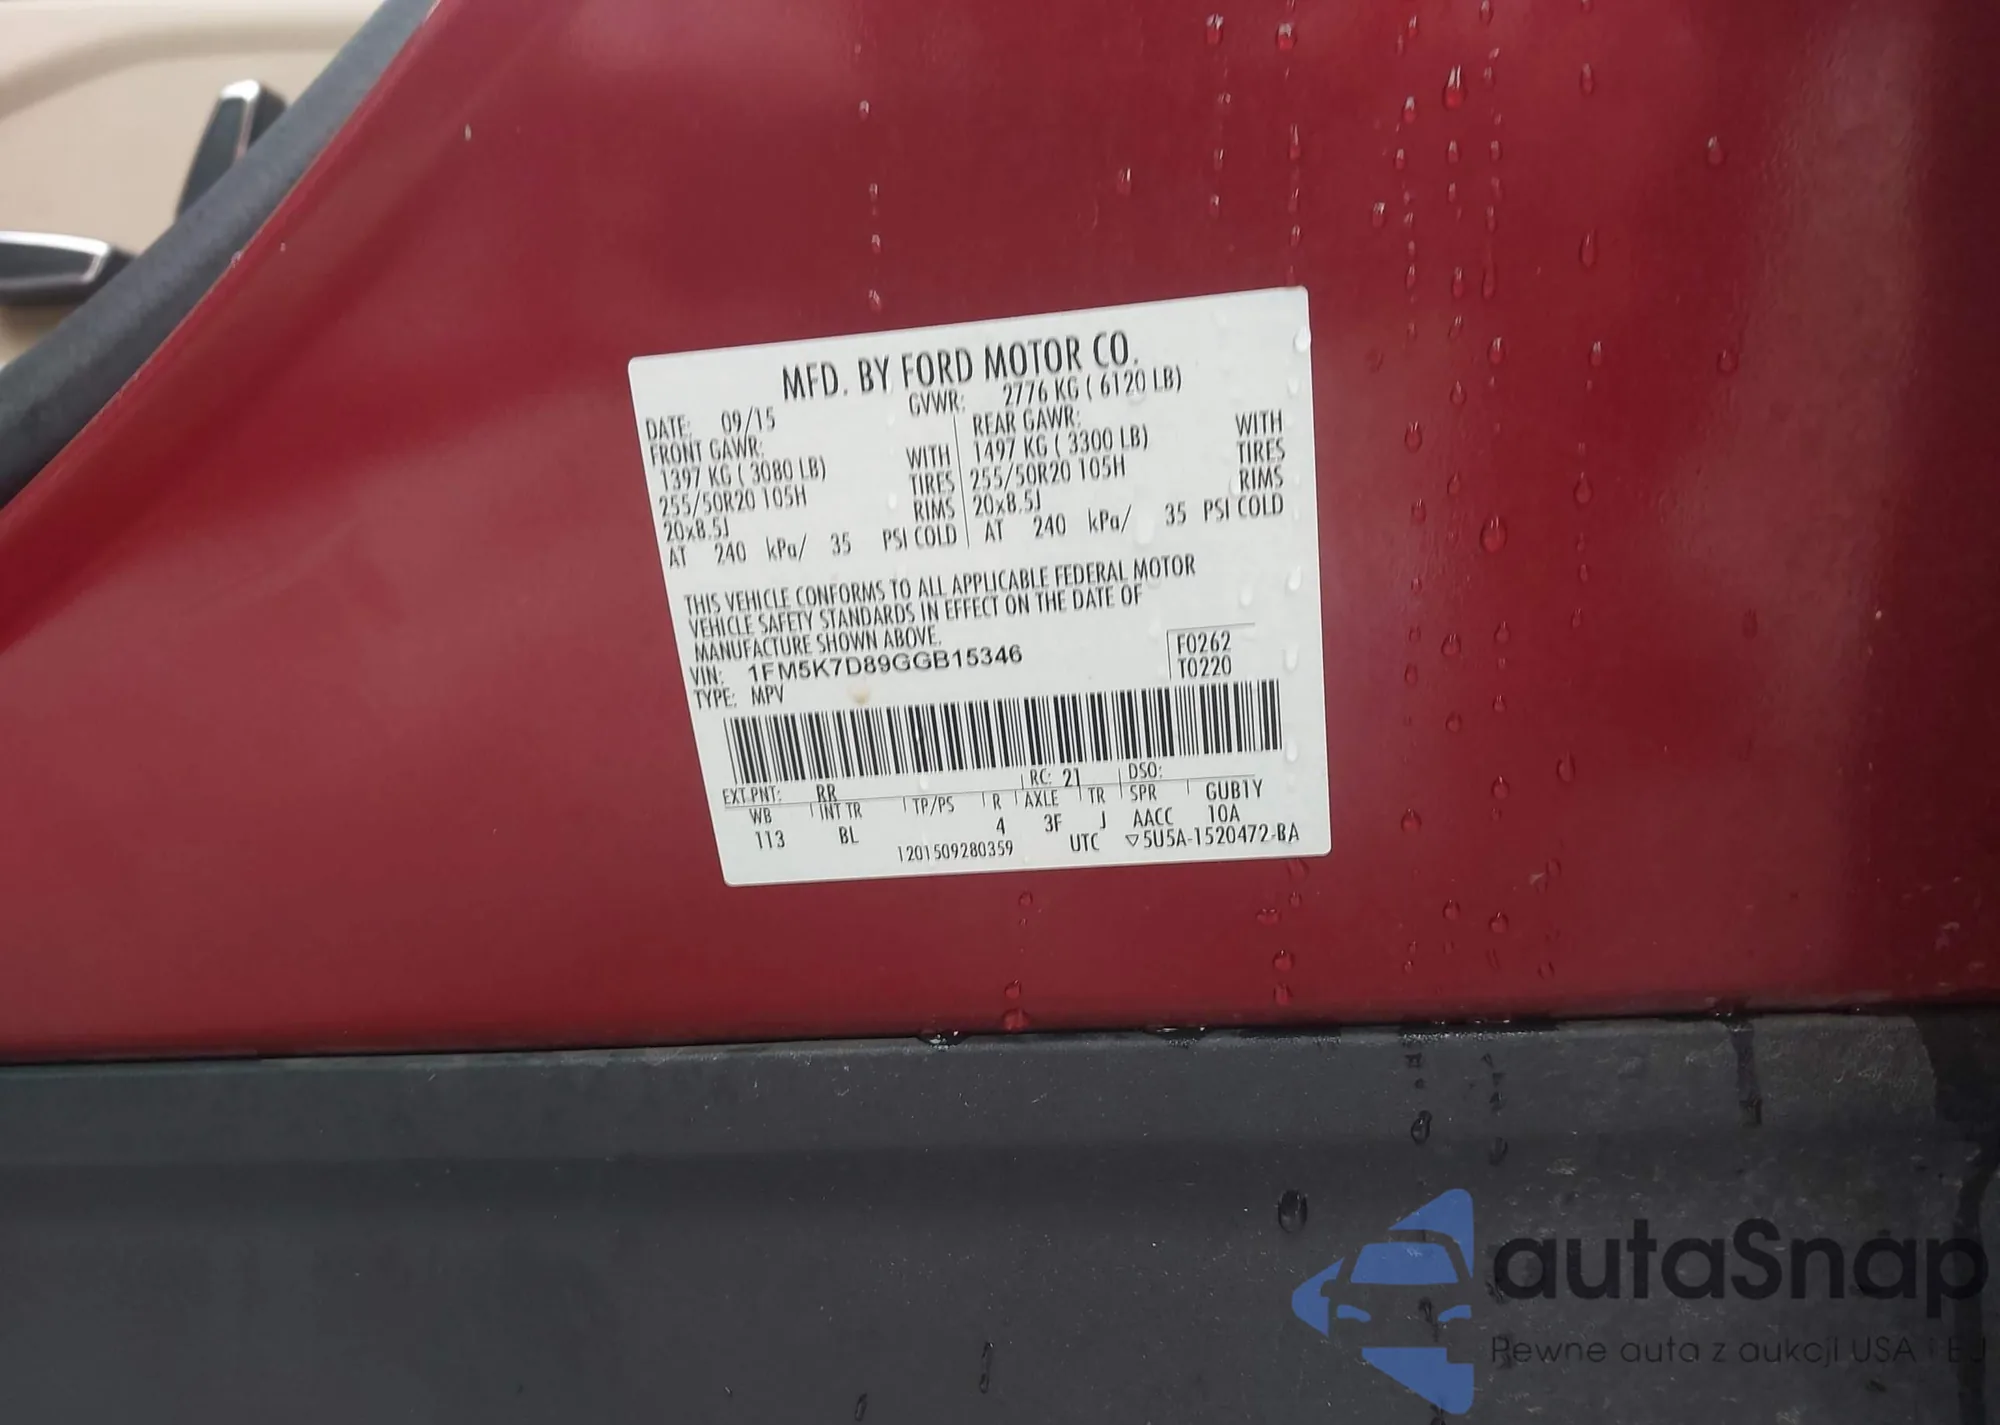 MFD. BY FORD MOTOR CO.
DATE: 09/15 GVWR: 2776 KG ( 6120 LB)
FRONT GAWR: REAR GAWR:
1397 KG ( 3080 LB) WITH 1497 KG ( 3300 LB) WITH
255/50R20 105H TIRES 255/50R20 105H TIRES
20x8.5J RIMS 20x8.5J RIMS
AT 240 kPa/ 35 PSI COLD AT 240 kPa/ 35 PSI COLD
THIS VEHICLE CONFORMS TO ALL APPLICABLE FEDERAL MOTOR
VEHICLE SAFETY STANDARDS IN EFFECT ON THE DATE OF
MANUFACTURE SHOWN ABOVE.
VIN: 1FM5K7D89GGB15346 F0262
TYPE: MPV T0220
EXT PNT: RR RC: 21 DSO:
WB INT TR TP/PS R AXLE TR SPR GUB1Y
113 BL 4 3F J AACC 10A
1201509280359 UTC ▽5U5A-1520472-BA
autaSnap
Pewne auta z aukcji USA i EU